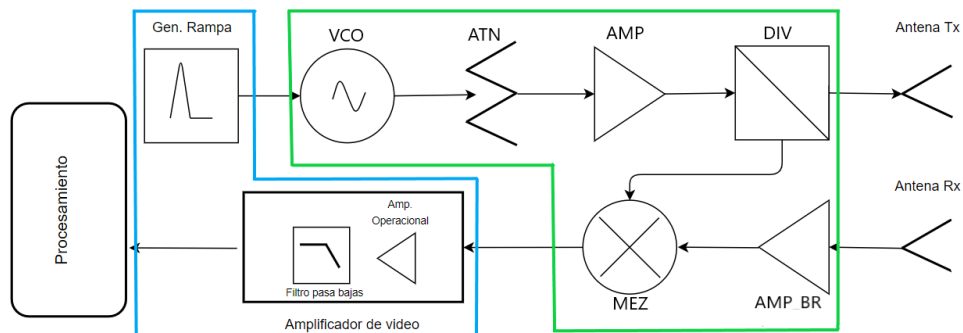 Gen. Rampa
VCO
ATN
AMP
DIV
Antena Tx
Procesamiento
Amp.
Operacional
Filtro pasa bajas
Amplificador de video
MEZ
AMP_BR
Antena Rx